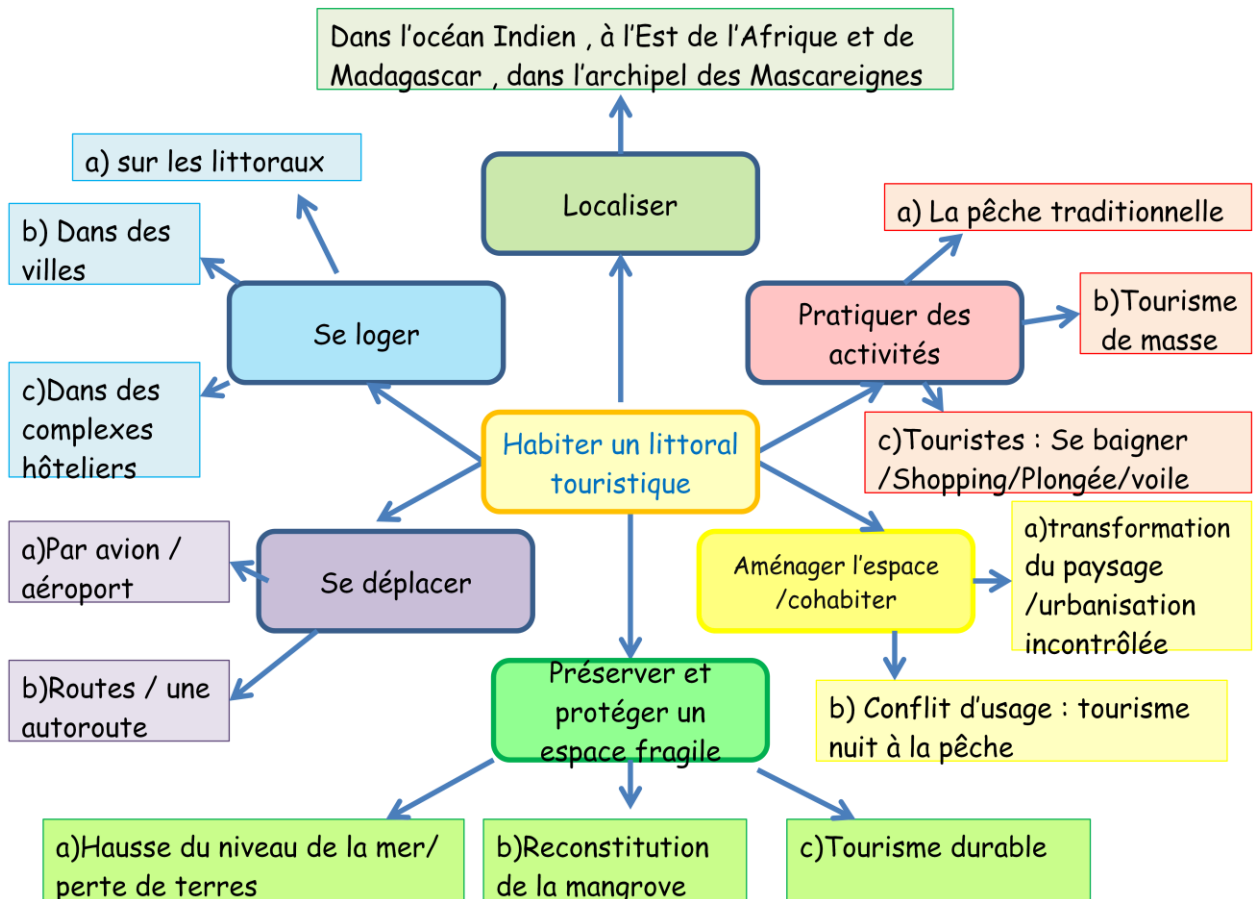 Dans l'océan Indien , à l'Est de l'Afrique et de
Madagascar , dans l'archipel des Mascareignes
a) sur les littoraux
Localiser
a) La pêche traditionnelle
b) Dans des
villes
Se loger
Pratiquer des
activités
b)Tourisme
de masse
c)Dans des
complexes
hôteliers
Habiter un littoral
touristique
c)Touristes : Se baigner
/Shopping/Plongée/voile
a)Par avion /
aéroport
Se déplacer
Aménager l'espace
/cohabiter
a)transformation
du paysage
/urbanisation
incontrôlée
b)Routes / une
autoroute
Préserver et
protéger un
espace fragile
b) Conflit d'usage : tourisme
nuit à la pêche
a)Hausse du niveau de la mer/
perte de terres
b)Reconstitution
de la mangrove
c)Tourisme durable